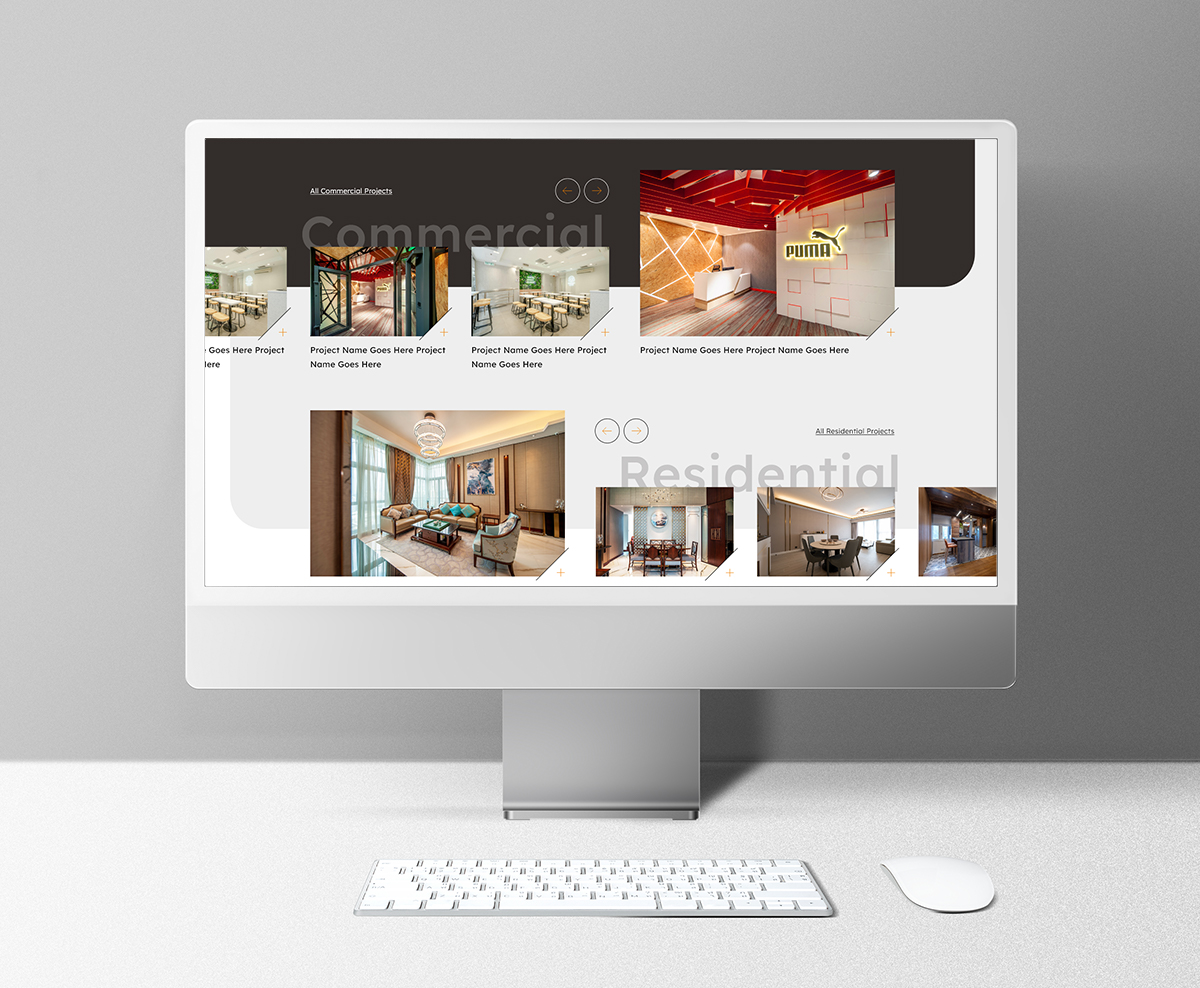 All Commercial Projects
Commercial
PUMA
Goes Here Project
Project Name Goes Here Project
Name Goes Here
Project Name Goes Here Project
Name Goes Here
Project Name Goes Here Project Name Goes Here
All Residential Projects
Residential